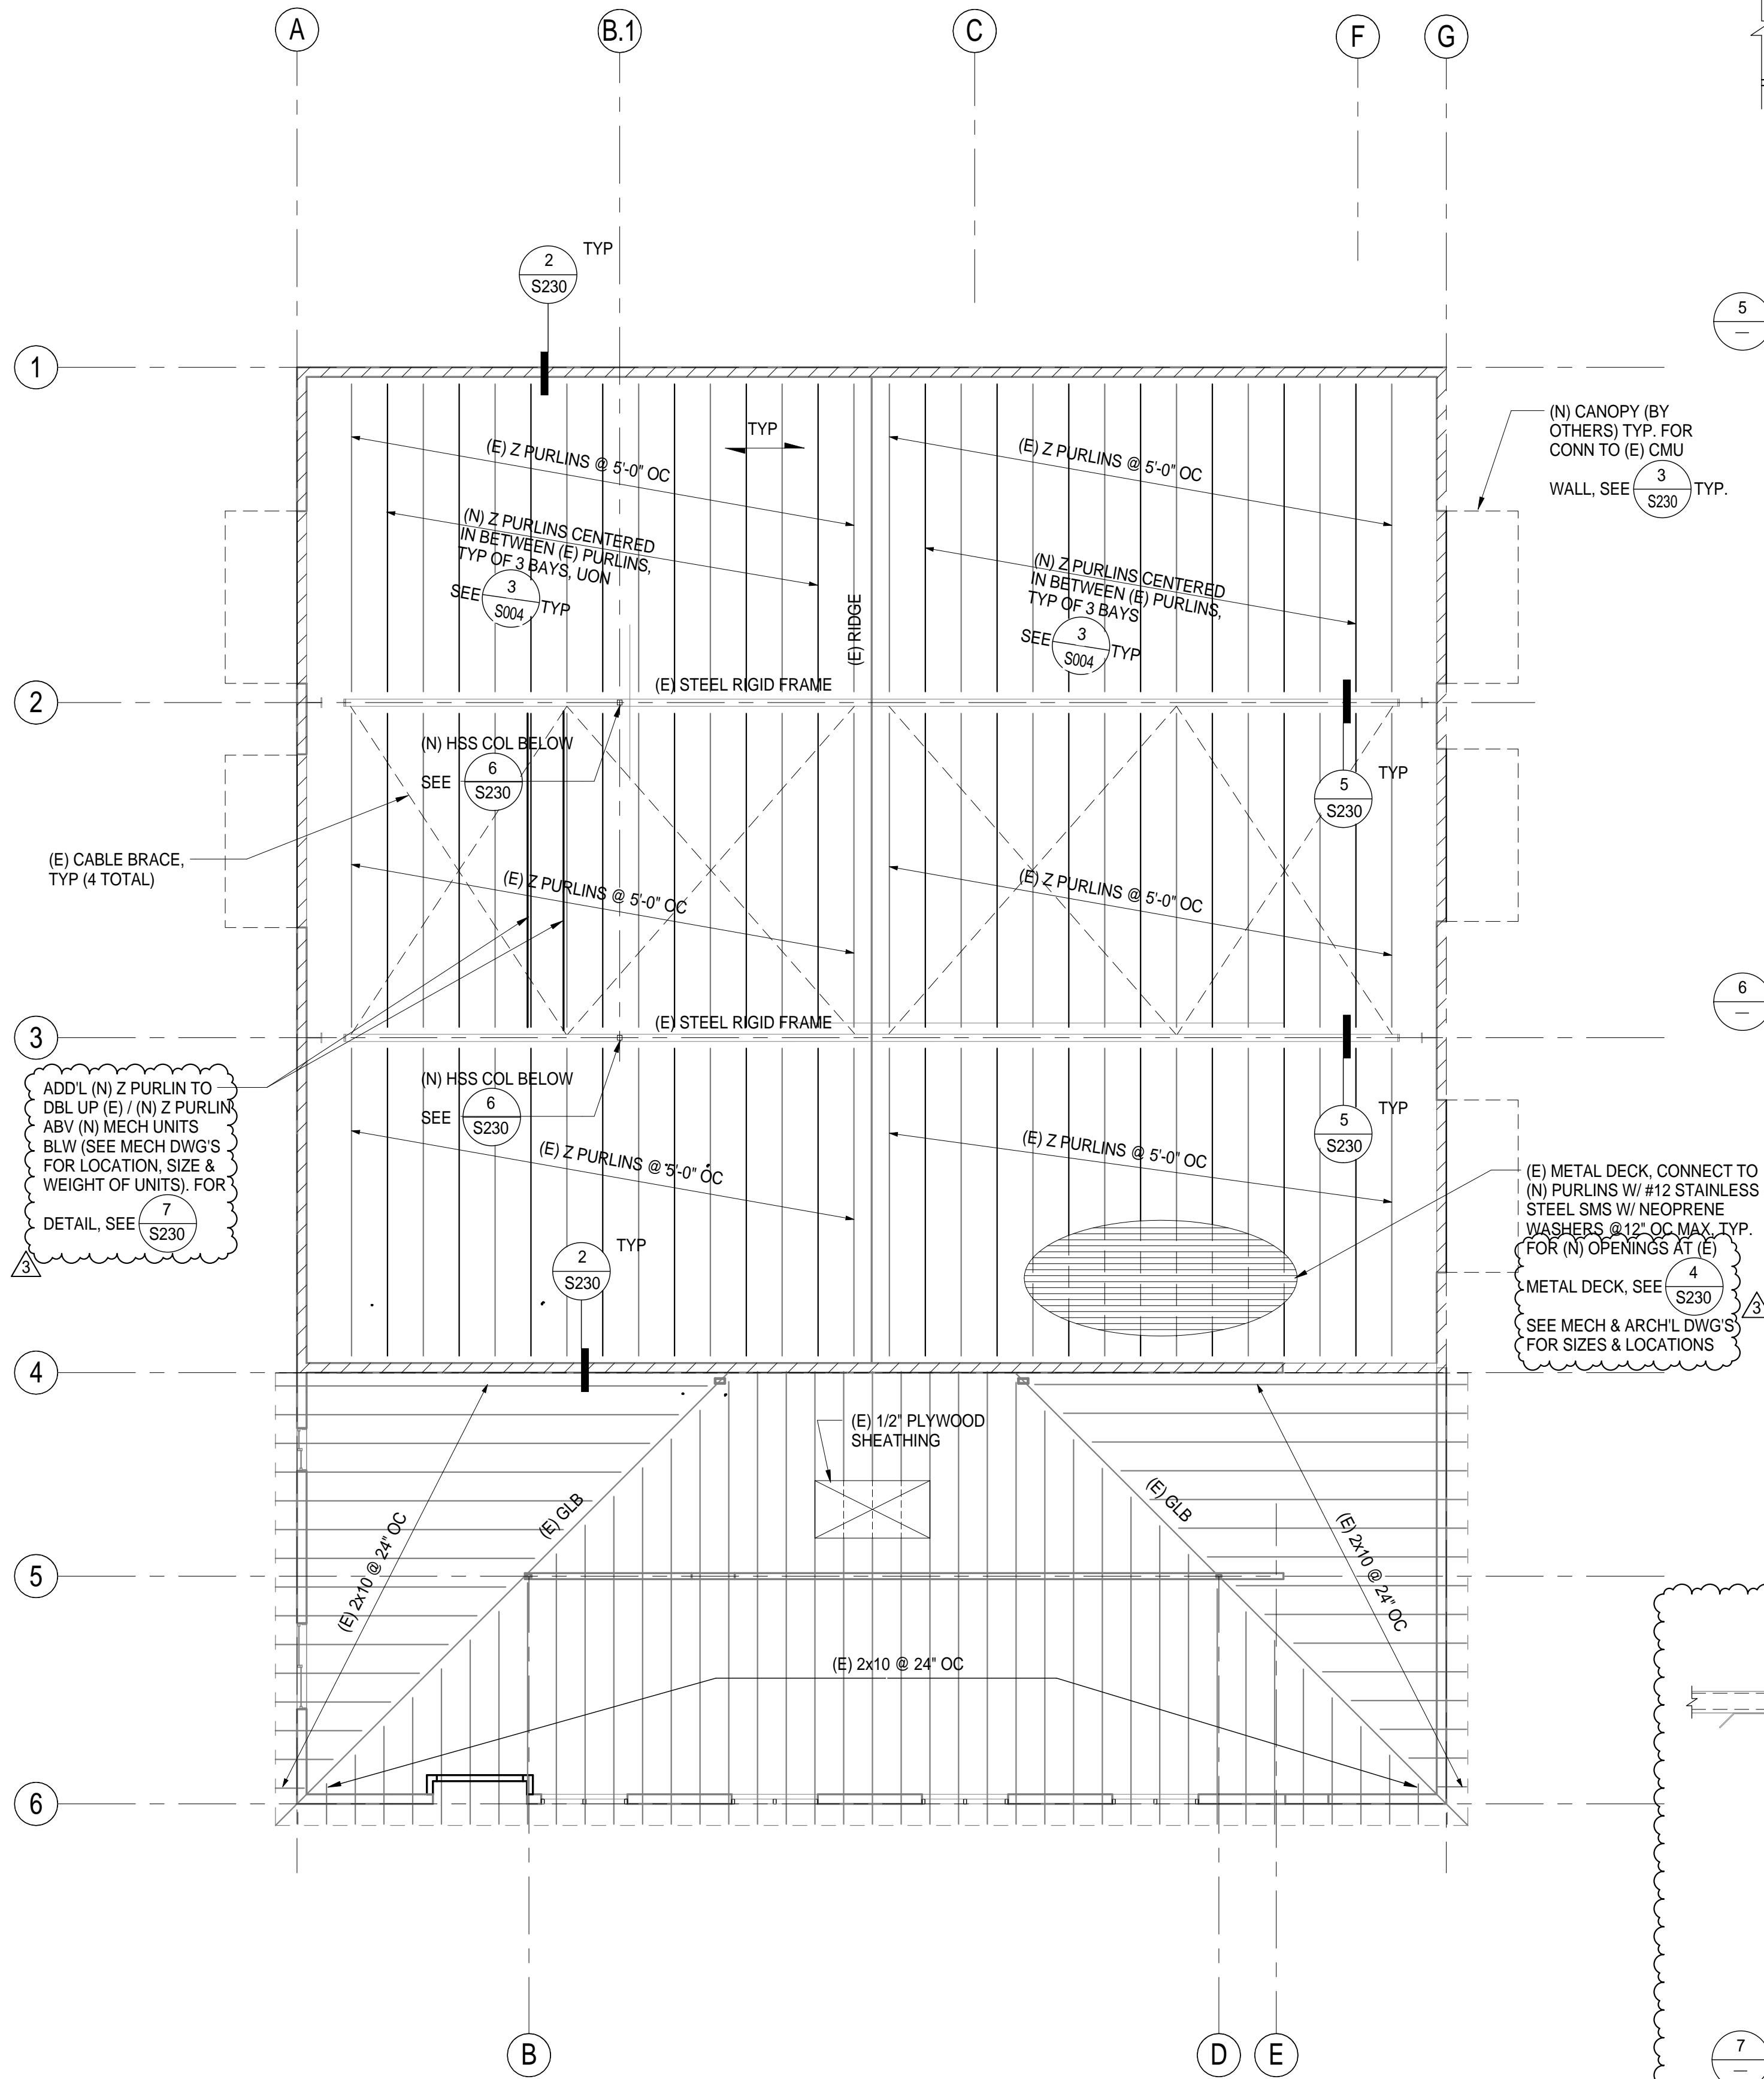 A
B.1
C
F
G
2
S230
TYP
5
—
1
(N) CANOPY (BY
OTHERS) TYP. FOR
CONN TO (E) CMU
WALL, SEE 3 TYP.
S230
TYP
(E) Z PURLINS @ 5'-0" OC
(E) Z PURLINS @ 5'-0" OC
(N) Z PURLINS CENTERED
IN BETWEEN (E) PURLINS,
TYP OF 3 BAYS, UON
SEE 3 TYP
S004
(N) Z PURLINS CENTERED
IN BETWEEN (E) PURLINS,
TYP OF 3 BAYS
SEE 3 TYP
S004
(E) RIDGE
2
(E) STEEL RIGID FRAME
(N) HSS COL BELOW
SEE 6
S230
TYP
5
S230
(E) CABLE BRACE,
TYP (4 TOTAL)
(E) Z PURLINS @ 5'-0" OC
(E) Z PURLINS @ 5'-0" OC
6
—
3
(E) STEEL RIGID FRAME
ADD'L (N) Z PURLIN TO
DBL UP (E) / (N) Z PURLIN
ABV (N) MECH UNITS
BLW (SEE MECH DWG'S
FOR LOCATION, SIZE &
WEIGHT OF UNITS). FOR
DETAIL, SEE 7
S230
3
(N) HSS COL BELOW
SEE 6
S230
TYP
5
S230
(E) Z PURLINS @ 5'-0" OC
(E) Z PURLINS @ 5'-0" OC
(E) METAL DECK, CONNECT TO
(N) PURLINS W/ #12 STAINLESS
STEEL SMS W/ NEOPRENE
WASHERS @12" OC MAX, TYP.
FOR (N) OPENINGS AT (E)
METAL DECK, SEE 4
S230
SEE MECH & ARCH'L DWG'S
FOR SIZES & LOCATIONS
3
2
S230
TYP
4
(E) 1/2" PLYWOOD
SHEATHING
(E) GLB
(E) GLB
(E) 2x10 @ 24" OC
(E) 2x10 @ 24" OC
5
(E) 2x10 @ 24" OC
6
B
D
E
7
—